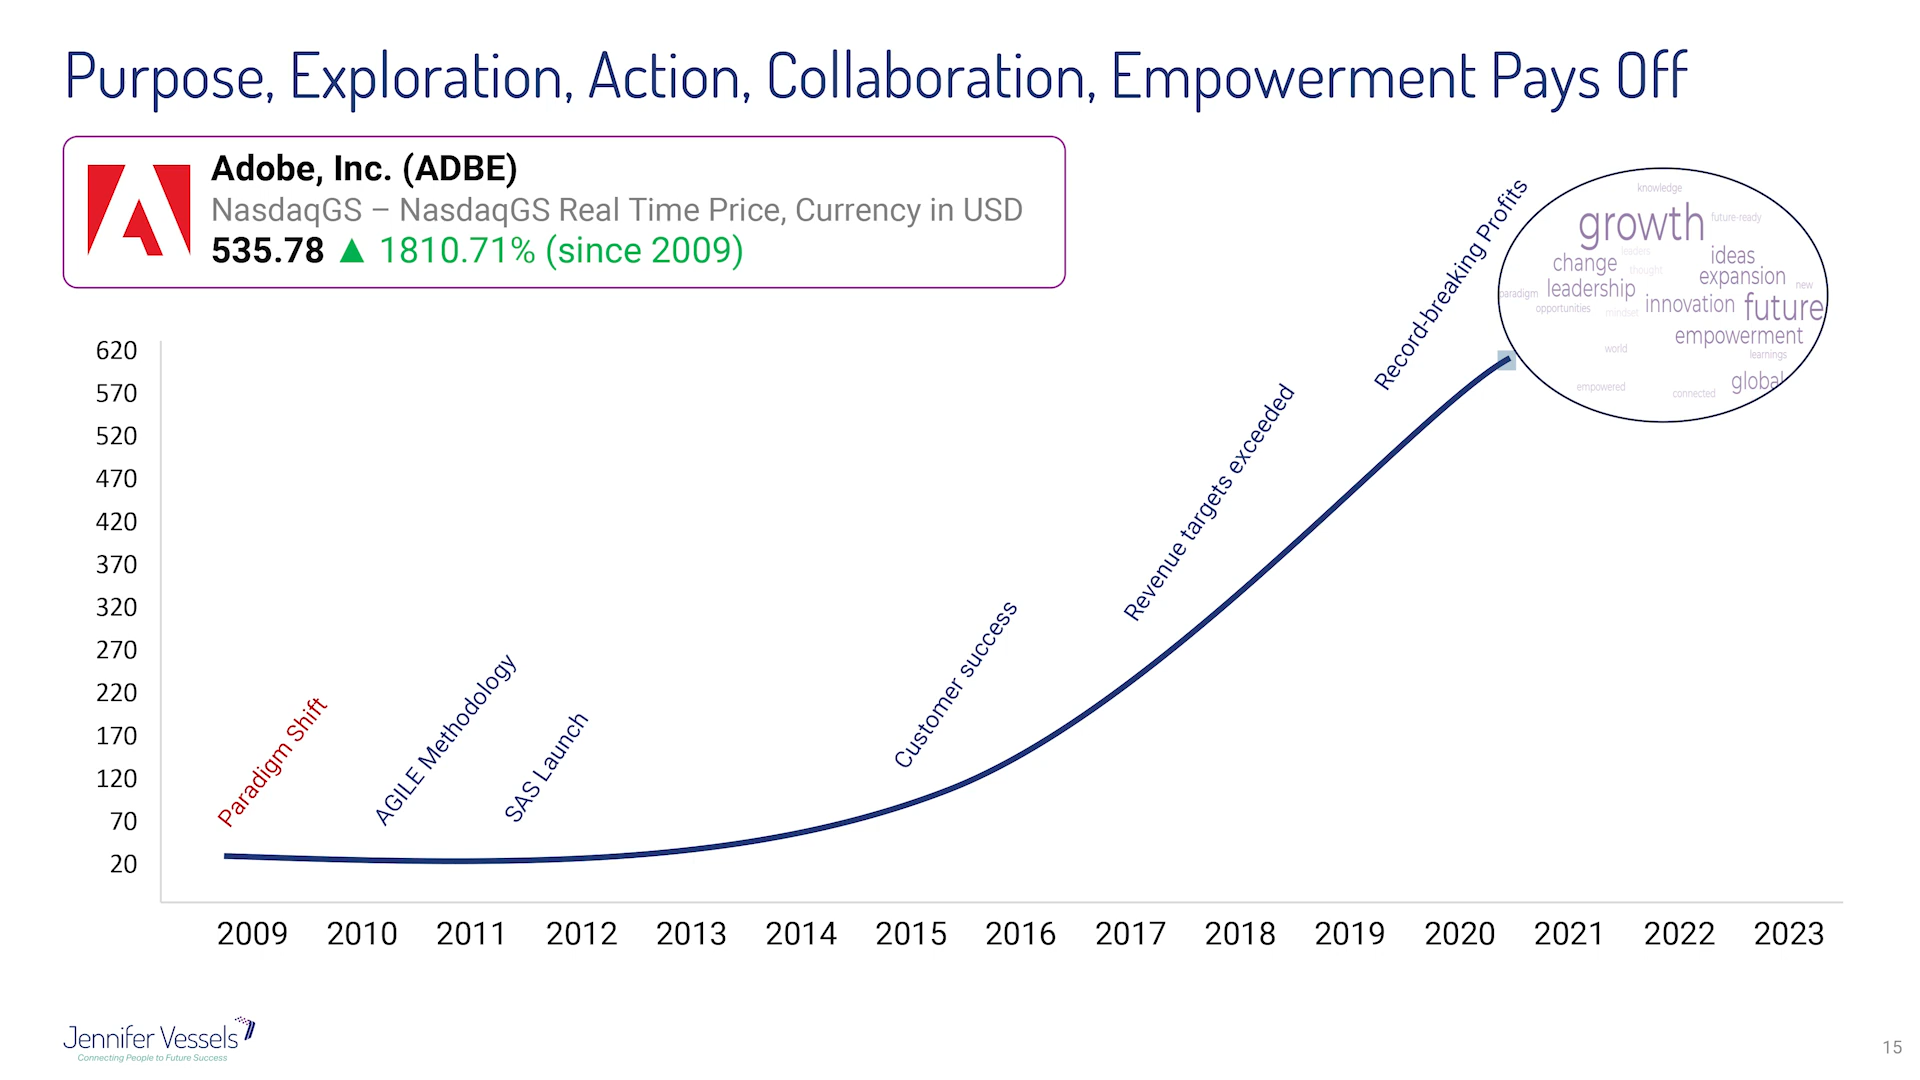 Purpose, Exploration, Action, Collaboration, Empowerment Pays Off
Adobe, Inc. (ADBE)
NasdaqGS – NasdaqGS Real Time Price, Currency in USD
535.78 ▲ 1810.71% (since 2009)
620
570
520
470
420
370
320
270
220
170
120
70
20
Paradigm Shift
AGILE Methodology
SAS Launch
Customer success
Revenue targets exceeded
Record-breaking Profits
knowledge
growth
future-ready
leaders
change
ideas
thought
expansion
new
paradigm
leadership
opportunities
mindset
innovation
future
empowerment
world
learnings
empowered
connected
global
2009 2010 2011 2012 2013 2014 2015 2016 2017 2018 2019 2020 2021 2022 2023
Jennifer Vessels
Connecting People to Future Success
15